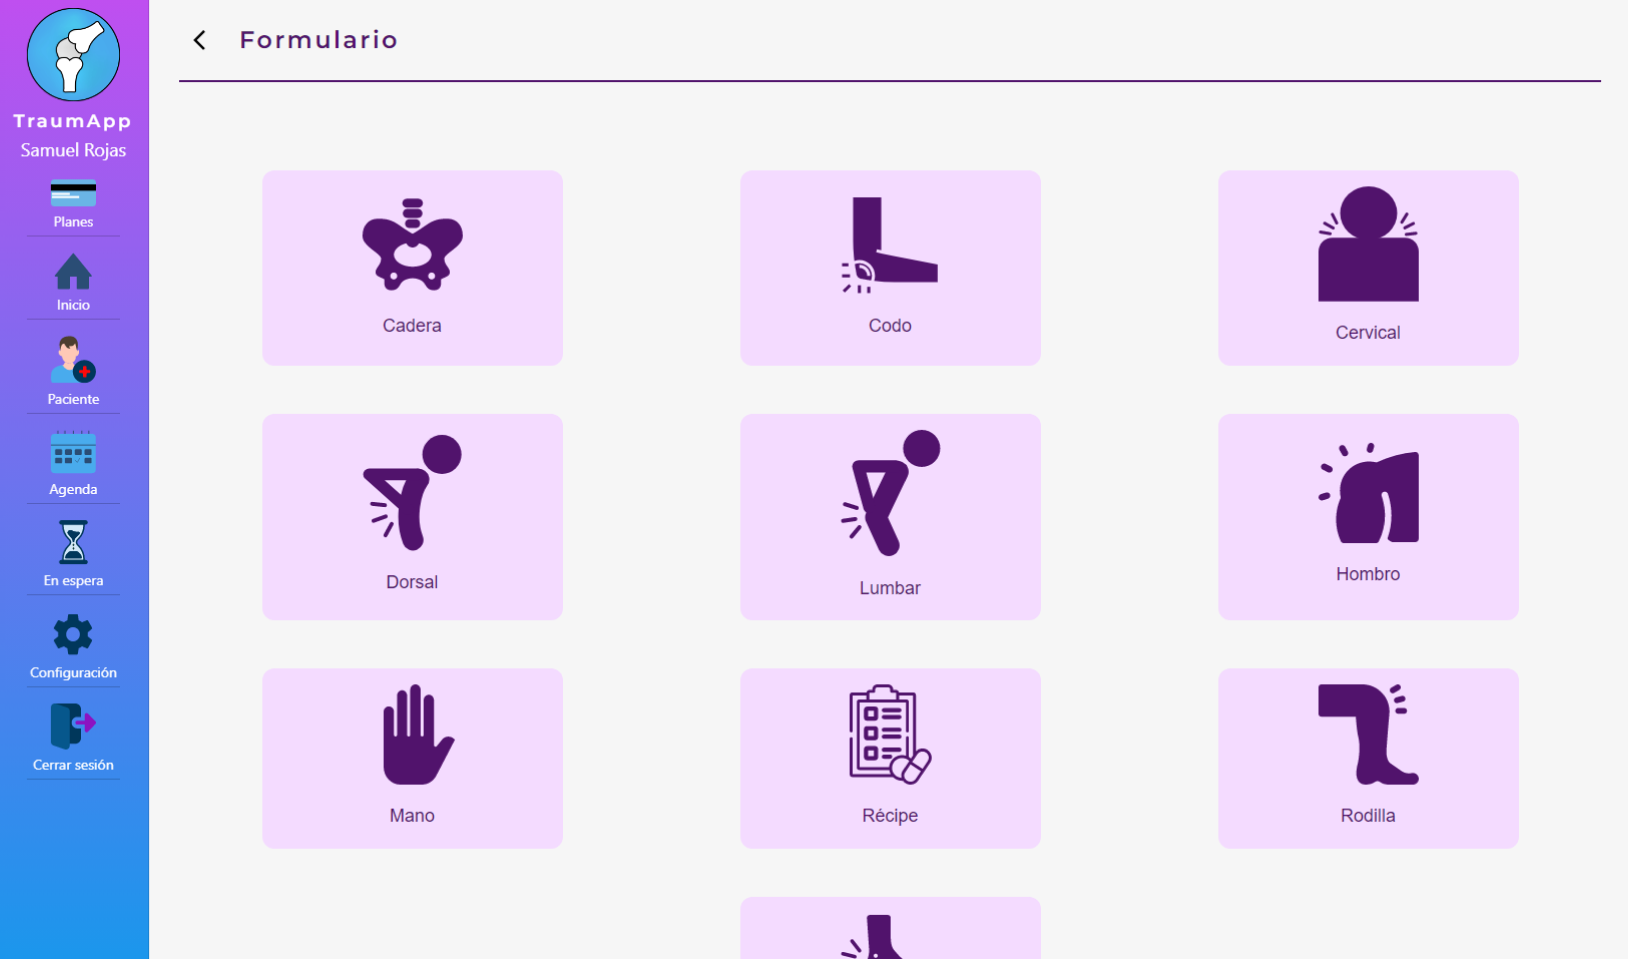 TraumApp
Samuel Rojas
Planes
Inicio
Paciente
Agenda
En espera
Configuración
Cerrar sesión
Formulario
Cadera
Codo
Cervical
Dorsal
Lumbar
Hombro
Mano
Récipe
Rodilla